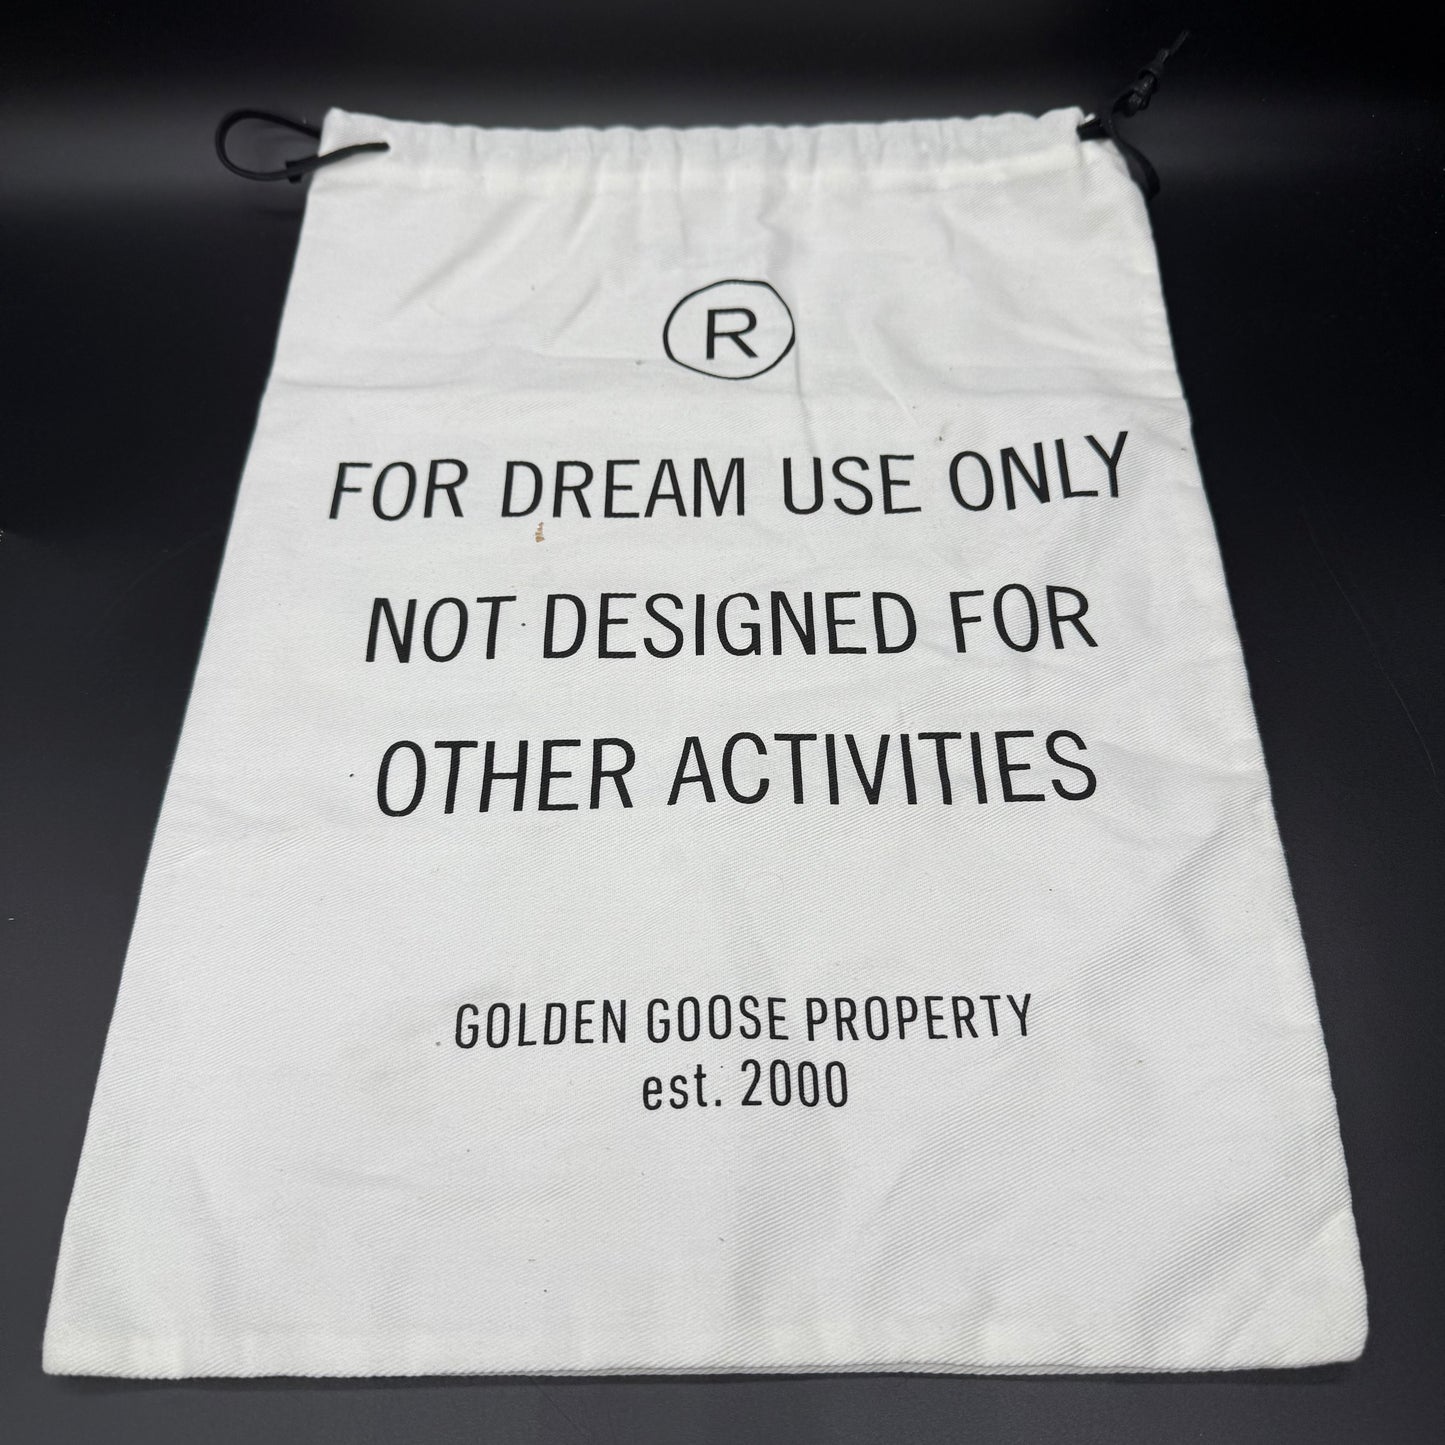 ®
FOR DREAM USE ONLY
NOT DESIGNED FOR
OTHER ACTIVITIES
GOLDEN GOOSE PROPERTY
est. 2000